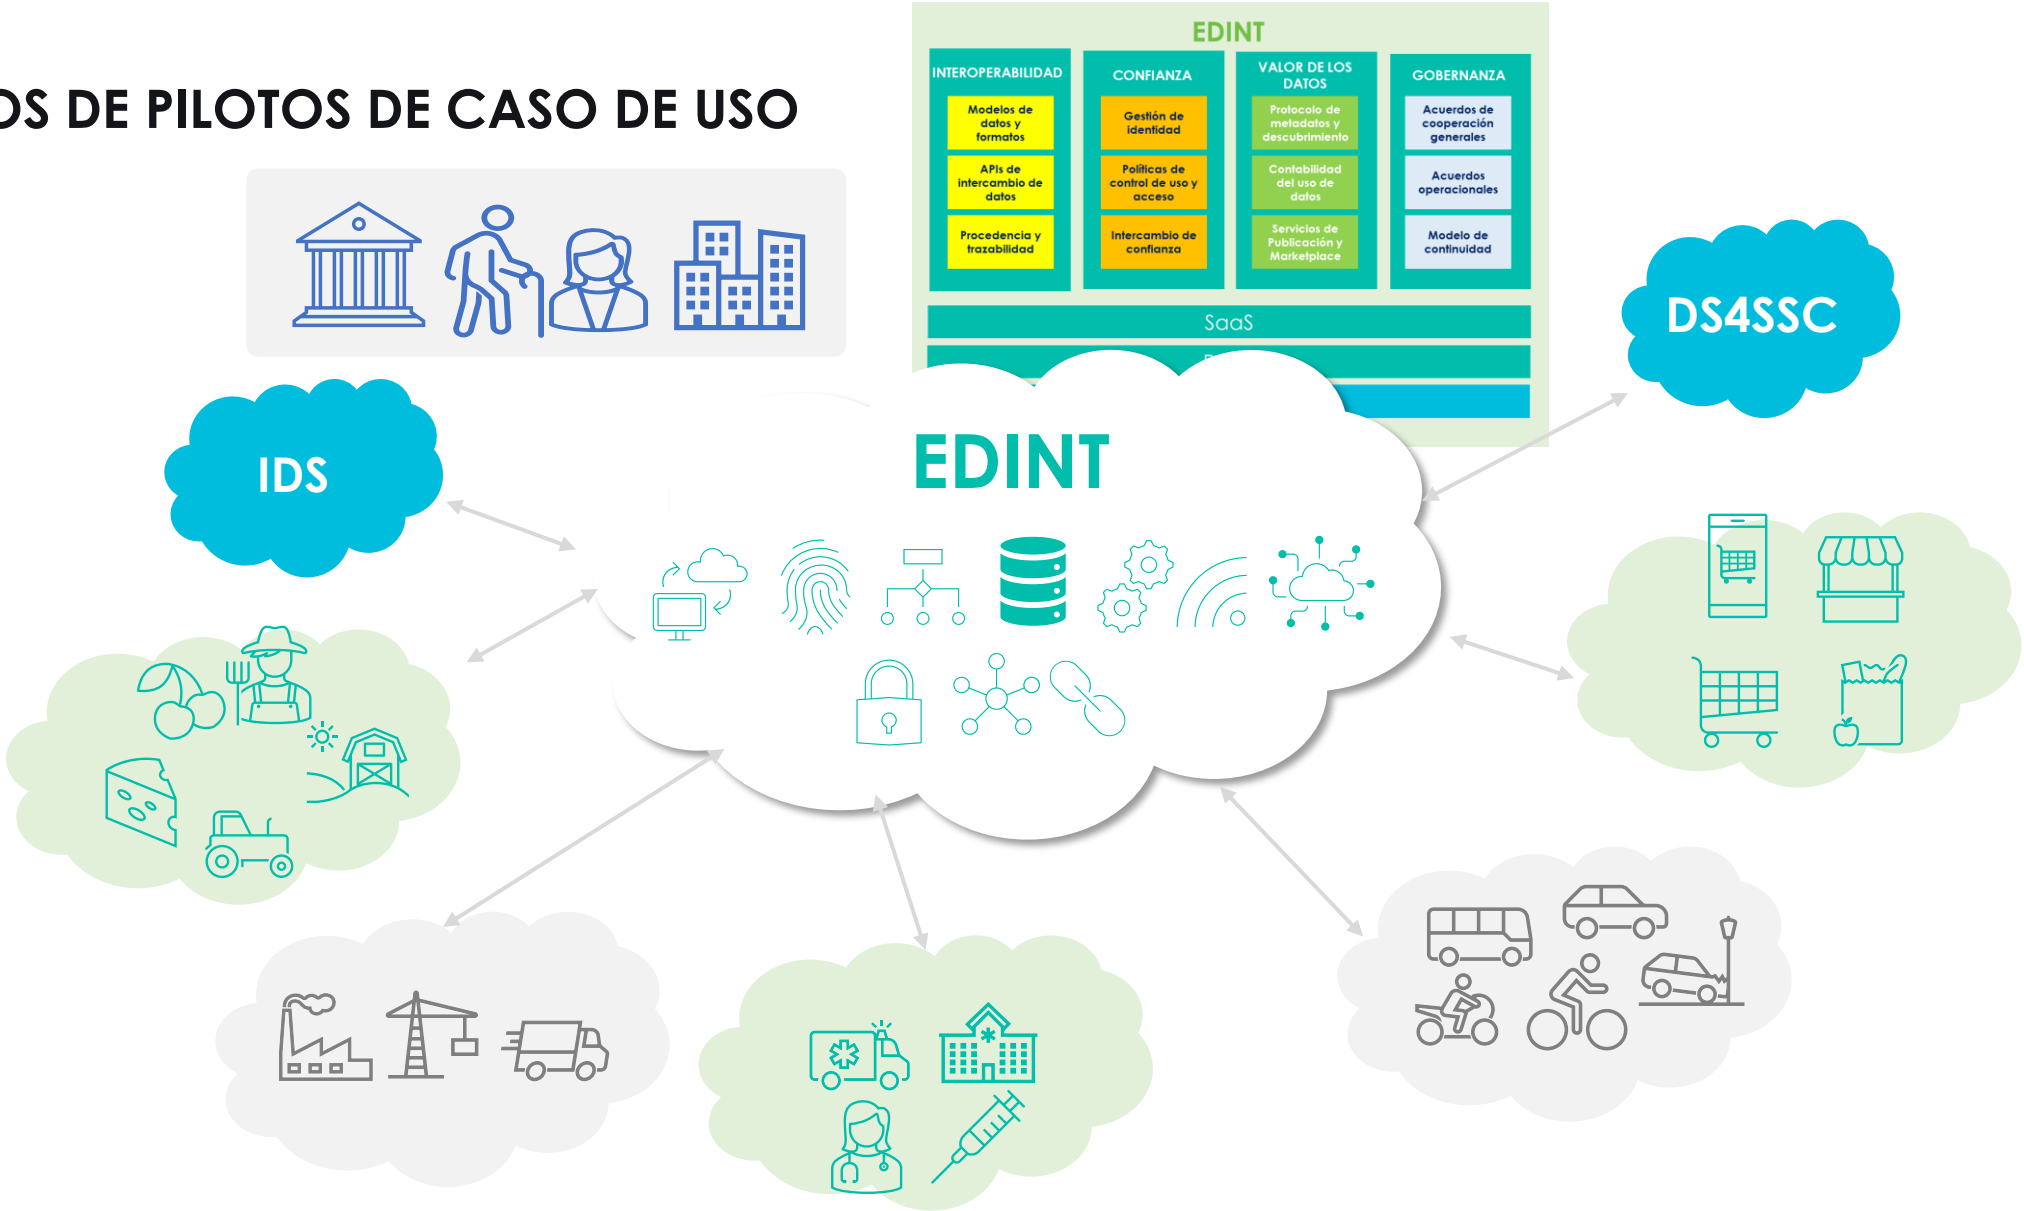 OS DE PILOTOS DE CASO DE USO
EDINT
INTEROPERABILIDAD
Modelos de
datos y
formatos
APIs de
intercambio de
datos
Procedencia y
trazabilidad
CONFIANZA
Gestión de
identidad
Políticas de
control de uso y
acceso
Intercambio de
confianza
VALOR DE LOS
DATOS
Protocolo de
metadatos y
descubrimiento
Contabilidad
del uso de
datos
Servicios de
Publicación y
Marketplace
GOBERNANZA
Acuerdos de
cooperación
generales
Acuerdos
operacionales
Modelo de
continuidad
SaaS
DS4SSC
IDS
EDINT